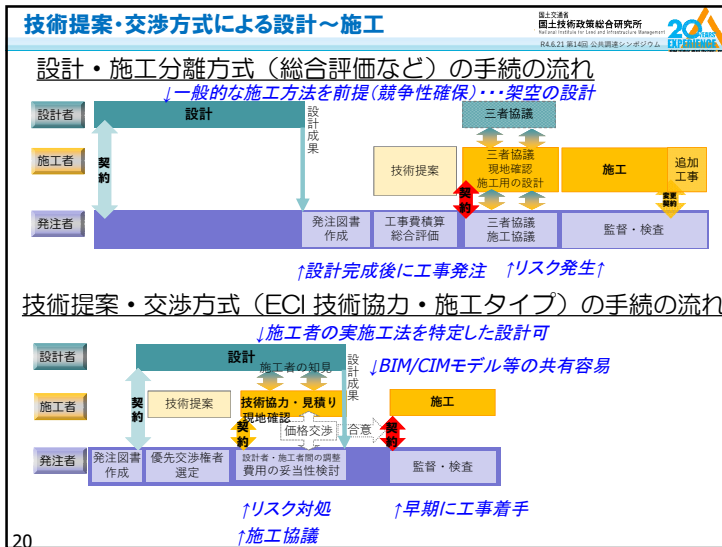 技術提案・交渉方式による設計～施工
国土交通省
国土技術政策総合研究所
National Institute for Land and Infrastructure Management
R4.6.21 第14回 公共調達シンポジウム
20 YEARS
EXPERIENCE
設計・施工分離方式（総合評価など）の手続の流れ
↓一般的な施工方法を前提（競争性確保）・・・架空の設計
設計者
設計
設計成果
三者協議
施工者
契約
技術提案
三者協議
現地確認
施工用の設計
契約
施工
追加
工事
変更
契約
発注者
発注図書
作成
工事費積算
総合評価
三者協議
施工協議
監督・検査
↑設計完成後に工事発注
↑リスク発生↑
技術提案・交渉方式（ECI 技術協力・施工タイプ）の手続の流れ
↓施工者の実施工法を特定した設計可
設計者
設計
施工者の知見
設計成果
↓BIM/CIMモデル等の共有容易
施工者
契約
技術提案
技術協力・見積り
現地確認
契約
価格交渉
合意
契約
施工
発注者
発注図書
作成
優先交渉権者
選定
設計者・施工者間の調整
費用の妥当性検討
監督・検査
↑リスク対処
↑早期に工事着手
↑施工協議
20